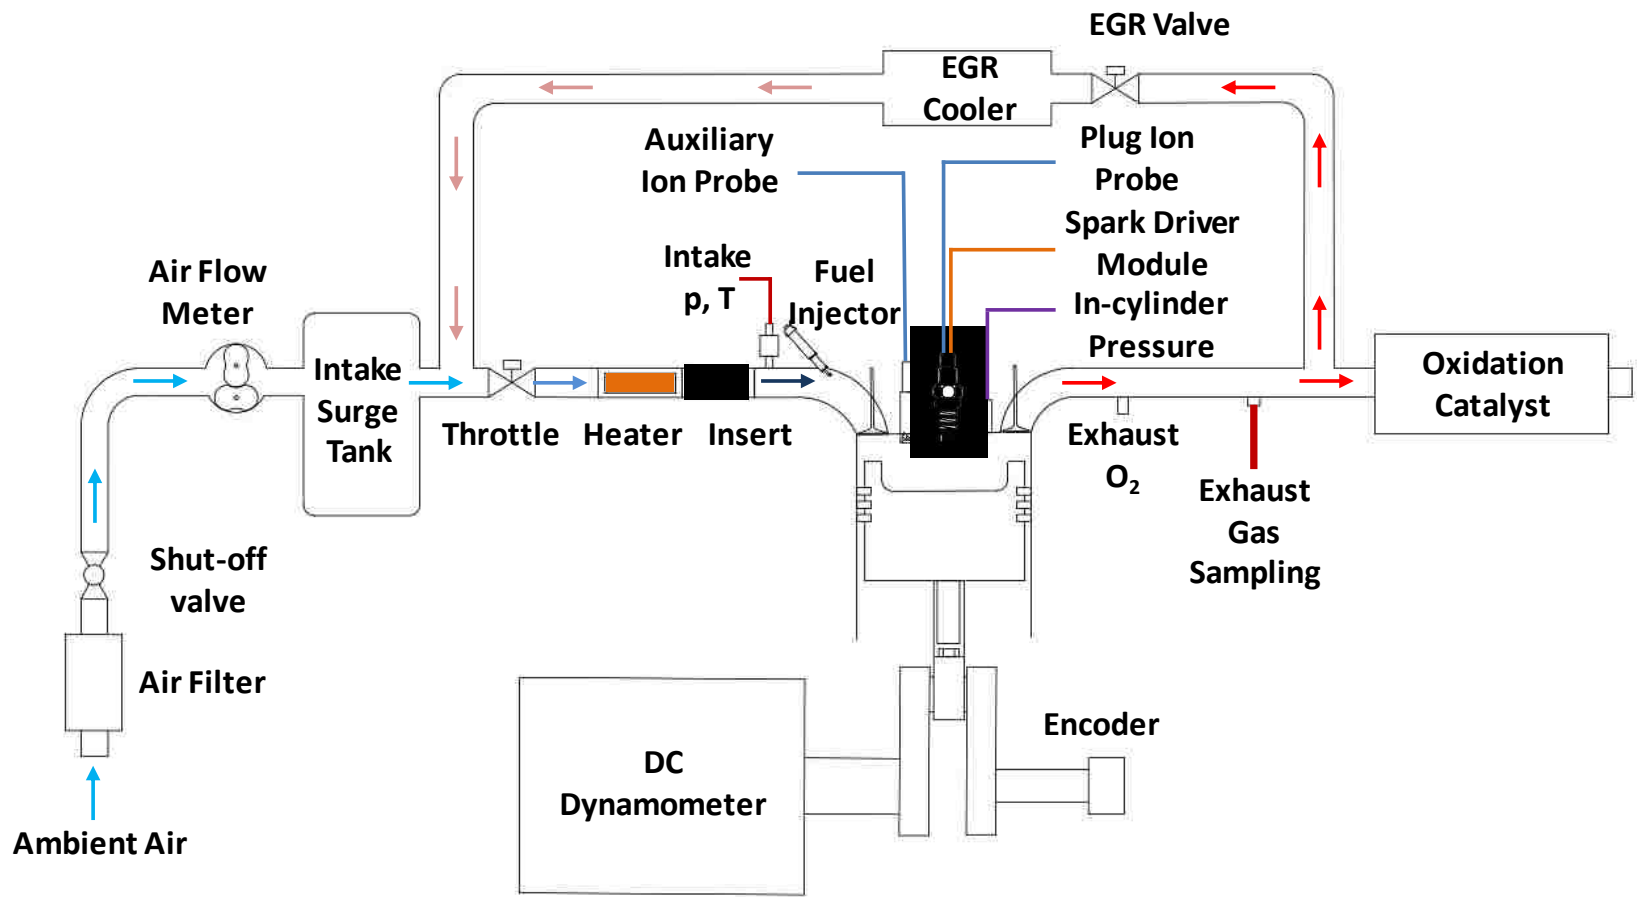 EGR Valve
EGR
Cooler
Auxiliary
Ion Probe
Plug Ion
Probe
Spark Driver
Module
In-cylinder
Pressure
Intake
p, T
Fuel
Injector
Air Flow
Meter
Intake
Surge
Tank
Throttle
Heater
Insert
Exhaust
O₂
Exhaust
Gas
Sampling
Oxidation
Catalyst
Shut-off
valve
Air Filter
Ambient Air
DC
Dynamometer
Encoder